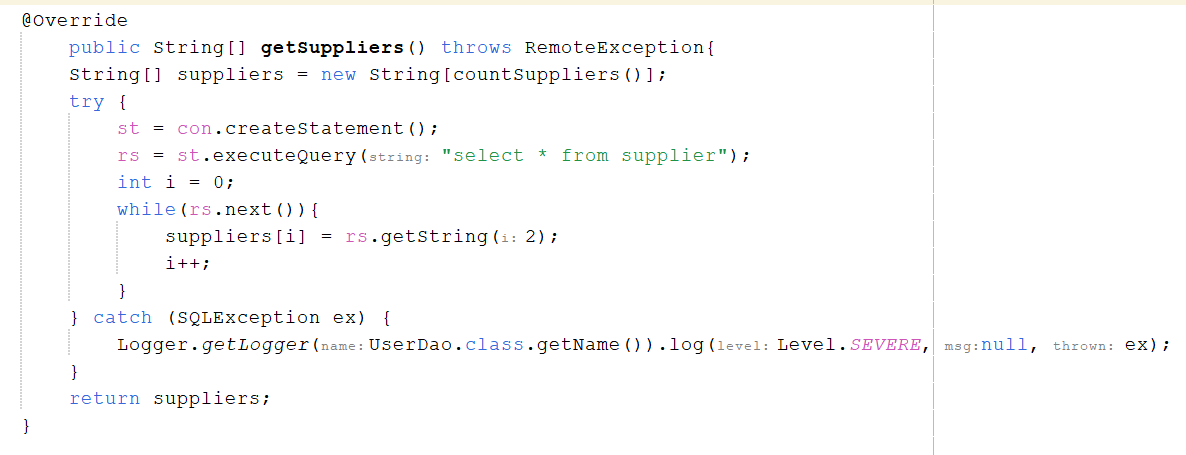 @Override
public String[] getSuppliers() throws RemoteException{
String[] suppliers = new String[countSuppliers()];
try {
st = con.createStatement();
rs = st.executeQuery(string: "select * from supplier");
int i = 0;
while(rs.next()){
suppliers[i] = rs.getString(i: 2);
i++;
}
} catch (SQLException ex) {
Logger.getLogger(name: UserDao.class.getName()).log(level: Level.SEVERE, msg:null, thrown: ex);
}
return suppliers;
}